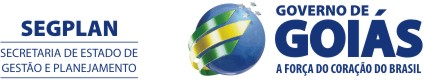 SEGPLAN
SECRETARIA DE ESTADO DE
GESTÃO E PLANEJAMENTO
GOVERNO DE
GOIÁS
A FORÇA DO CORAÇÃO DO BRASIL